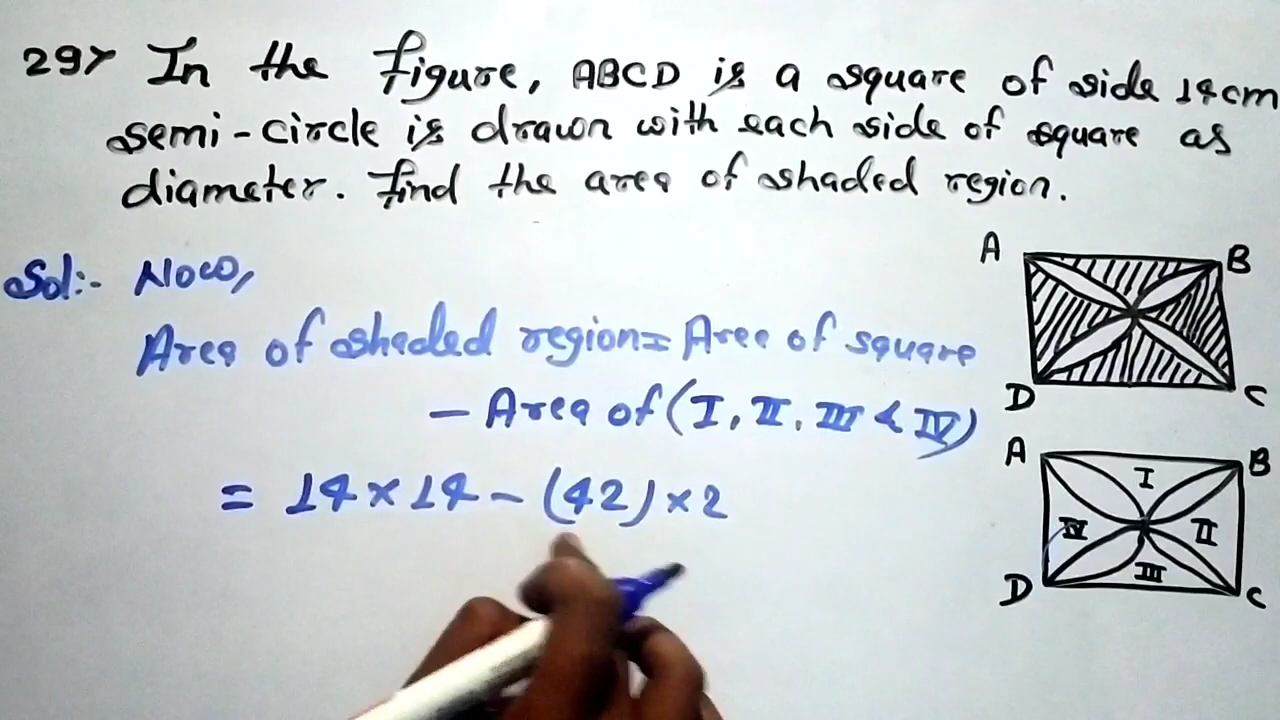 29> In the figure, ABCD is a square of side 14cm
semi-circle is drawn with each side of square as
diameter. Find the area of shaded region.
Sol:- Now,
Area of shaded region = Area of square
- Area of (I, II, III & IV)
= 14 × 14 - (42) × 2
A
B
D
C
A
B
I
IV
II
III
D
C